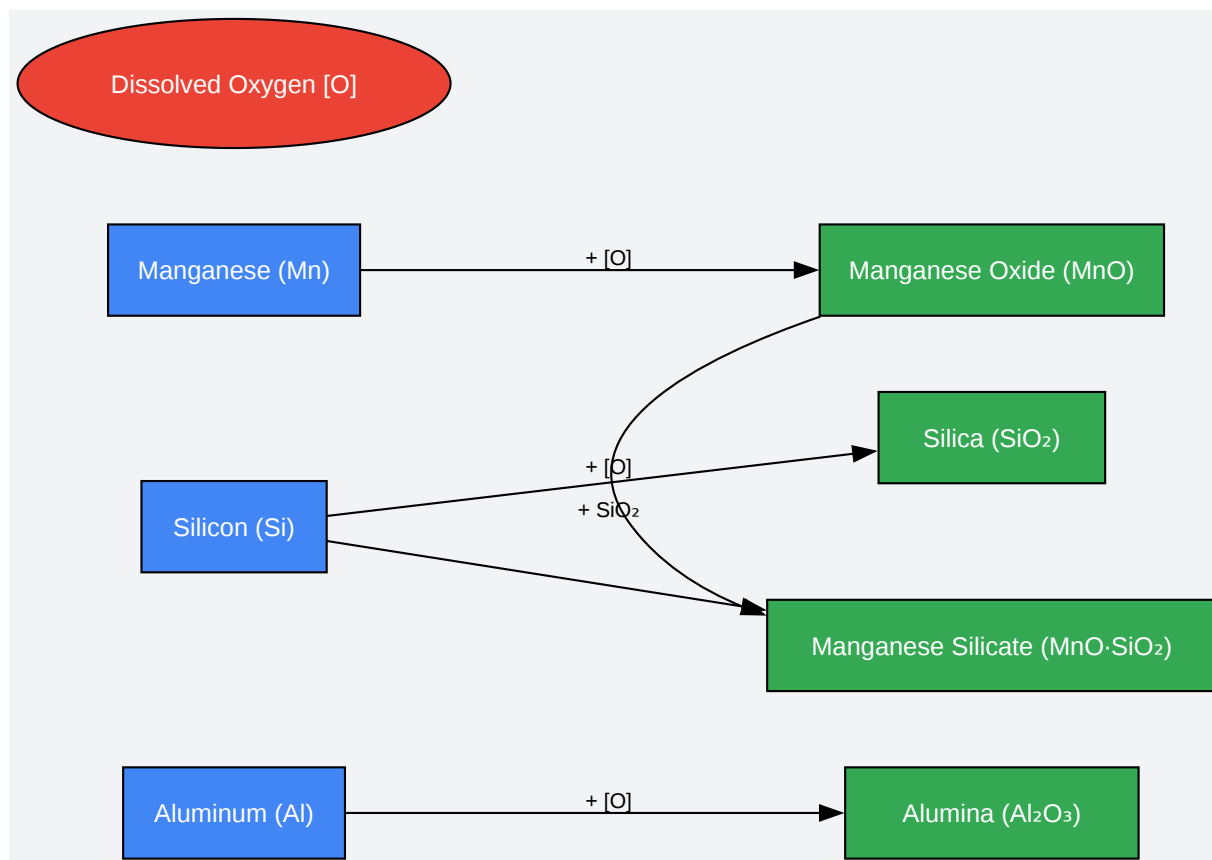 Dissolved Oxygen [O]
Manganese (Mn)
+ [O]
Manganese Oxide (MnO)
Silica (SiO₂)
+ [O]
+ SiO₂
Silicon (Si)
Manganese Silicate (MnO·SiO₂)
Aluminum (Al)
+ [O]
Alumina (Al₂O₃)